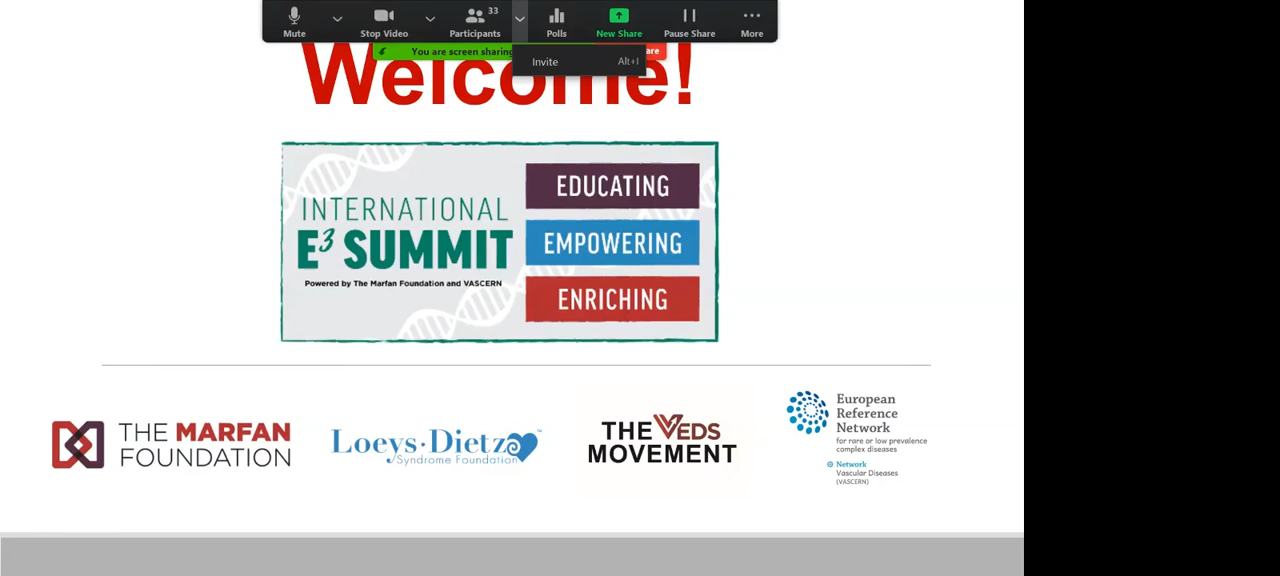 33
Mute
Stop Video
Participants
Polls
New Share
Pause Share
More
You are screen sharing
are
Invite Alt+I
Welcome!
INTERNATIONAL
E³ SUMMIT
Powered by The Marfan Foundation and VASCERN
EDUCATING
EMPOWERING
ENRICHING
THE MARFAN
FOUNDATION
Loeys·Dietz
Syndrome Foundation™
THE VEDS
MOVEMENT
European
Reference
Network
for rare or low prevalence
complex diseases
Network
Vascular Diseases
(VASCERN)